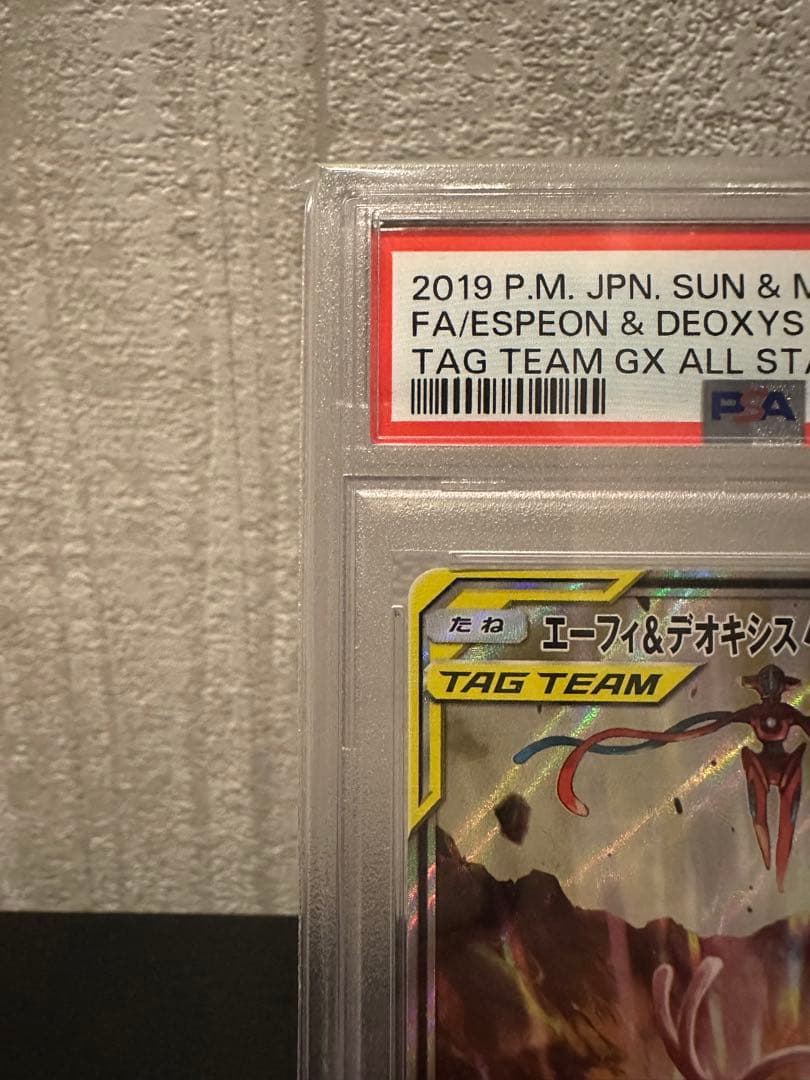 2019 P.M. JPN. SUN &
FA/ESPEON & DEOXYS
TAG TEAM GX ALL
PSA
たね エーフィ&デオキシス
TAG TEAM